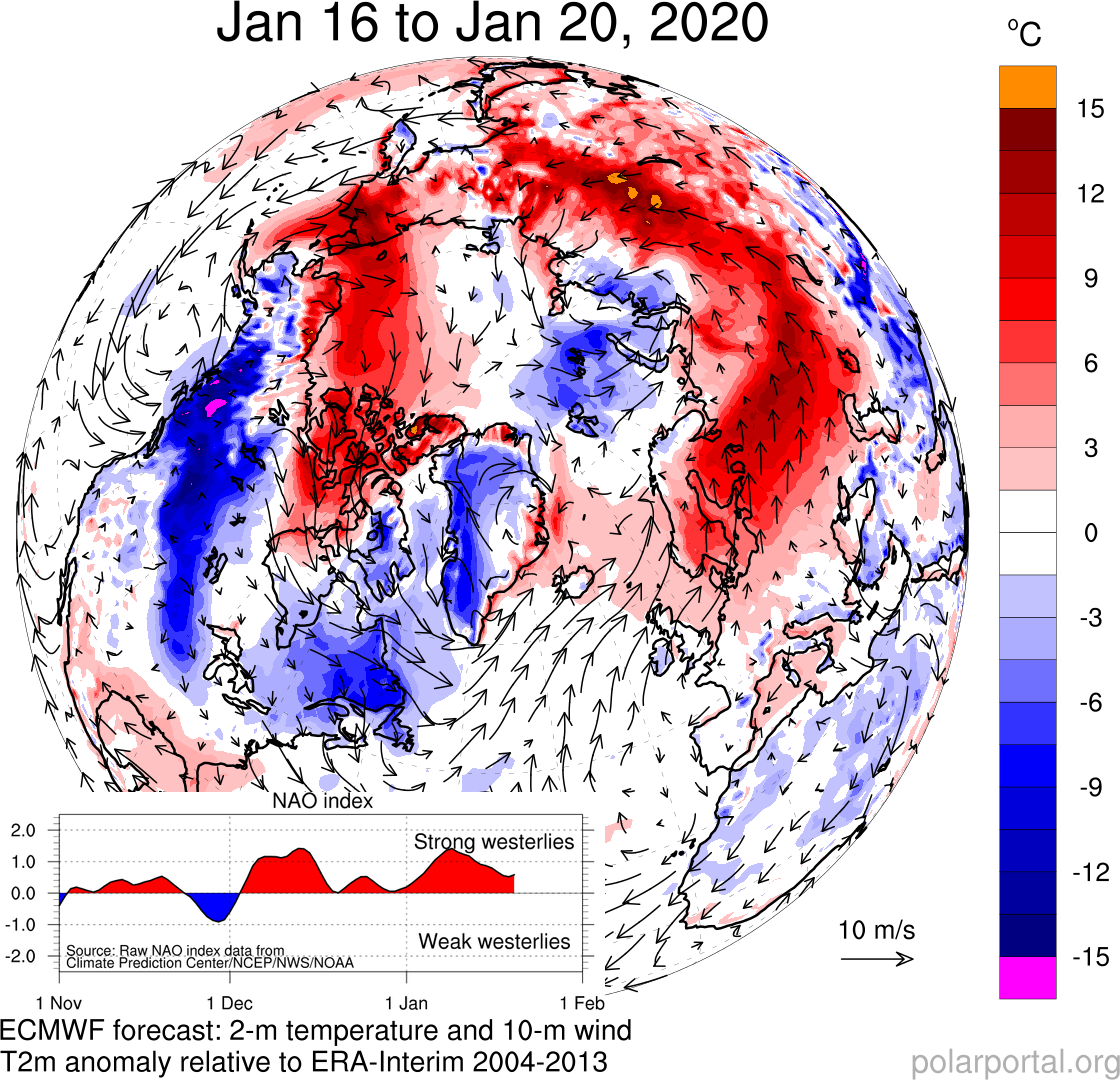 Jan 16 to Jan 20, 2020
oC
15
12
9
6
3
0
-3
-6
-9
-12
-15
NAO index
2.0
1.0
0.0
-1.0
-2.0
Strong westerlies
Weak westerlies
Source: Raw NAO index data from
Climate Prediction Center/NCEP/NWS/NOAA
1 Nov 1 Dec 1 Jan 1 Feb
10 m/s
ECMWF forecast: 2-m temperature and 10-m wind
T2m anomaly relative to ERA-Interim 2004-2013
polarportal.org